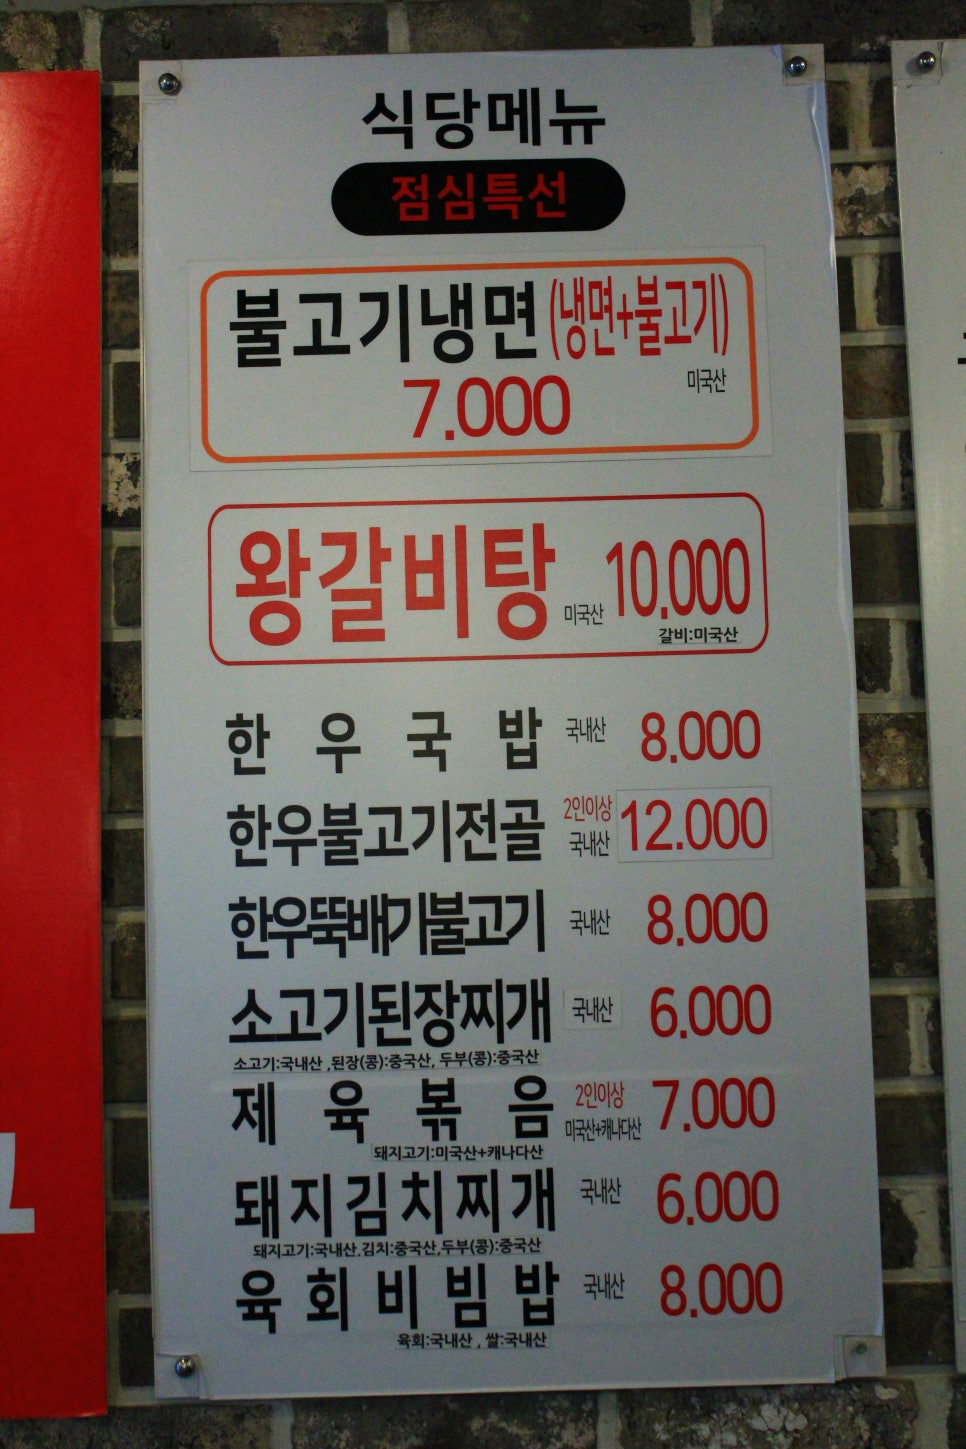 식당메뉴
점심특선
불고기냉면(냉면+불고기)
7.000 미국산
왕갈비탕 미국산 10.000
갈비:미국산
한우국밥 국내산 8.000
한우불고기전골 2인이상 국내산 12.000
한우뚝배기불고기 국내산 8.000
소고기된장찌개 국내산 6.000
소고기:국내산 ,된장(콩):중국산, 두부(콩):중국산
제육볶음 2인이상 미국산+캐나다산 7.000
돼지고기:미국산+캐나다산
돼지김치찌개 국내산 6.000
돼지고기:국내산.김치:중국산,두부(콩):중국산
육회비빔밥 국내산 8.000
육회:국내산 , 쌀:국내산